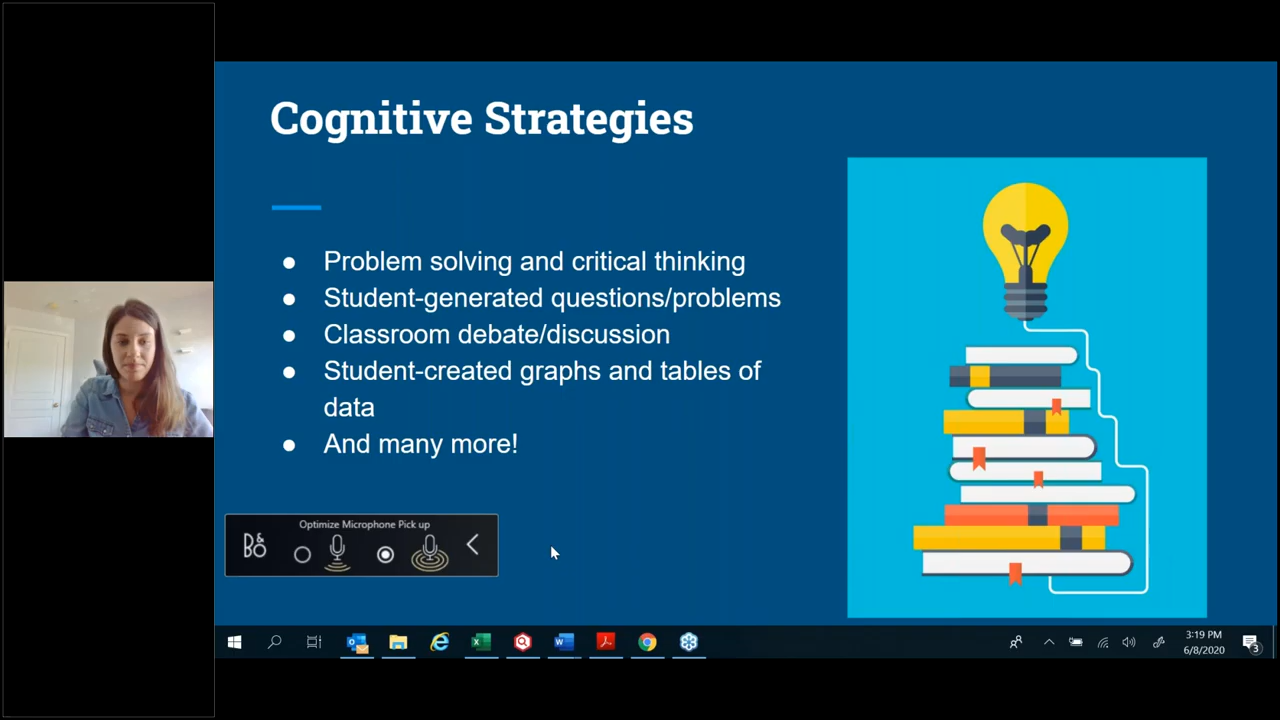 Cognitive Strategies
● Problem solving and critical thinking
● Student-generated questions/problems
● Classroom debate/discussion
● Student-created graphs and tables of
data
● And many more!
Optimize Microphone Pick up
B&O
3:19 PM
6/8/2020
3